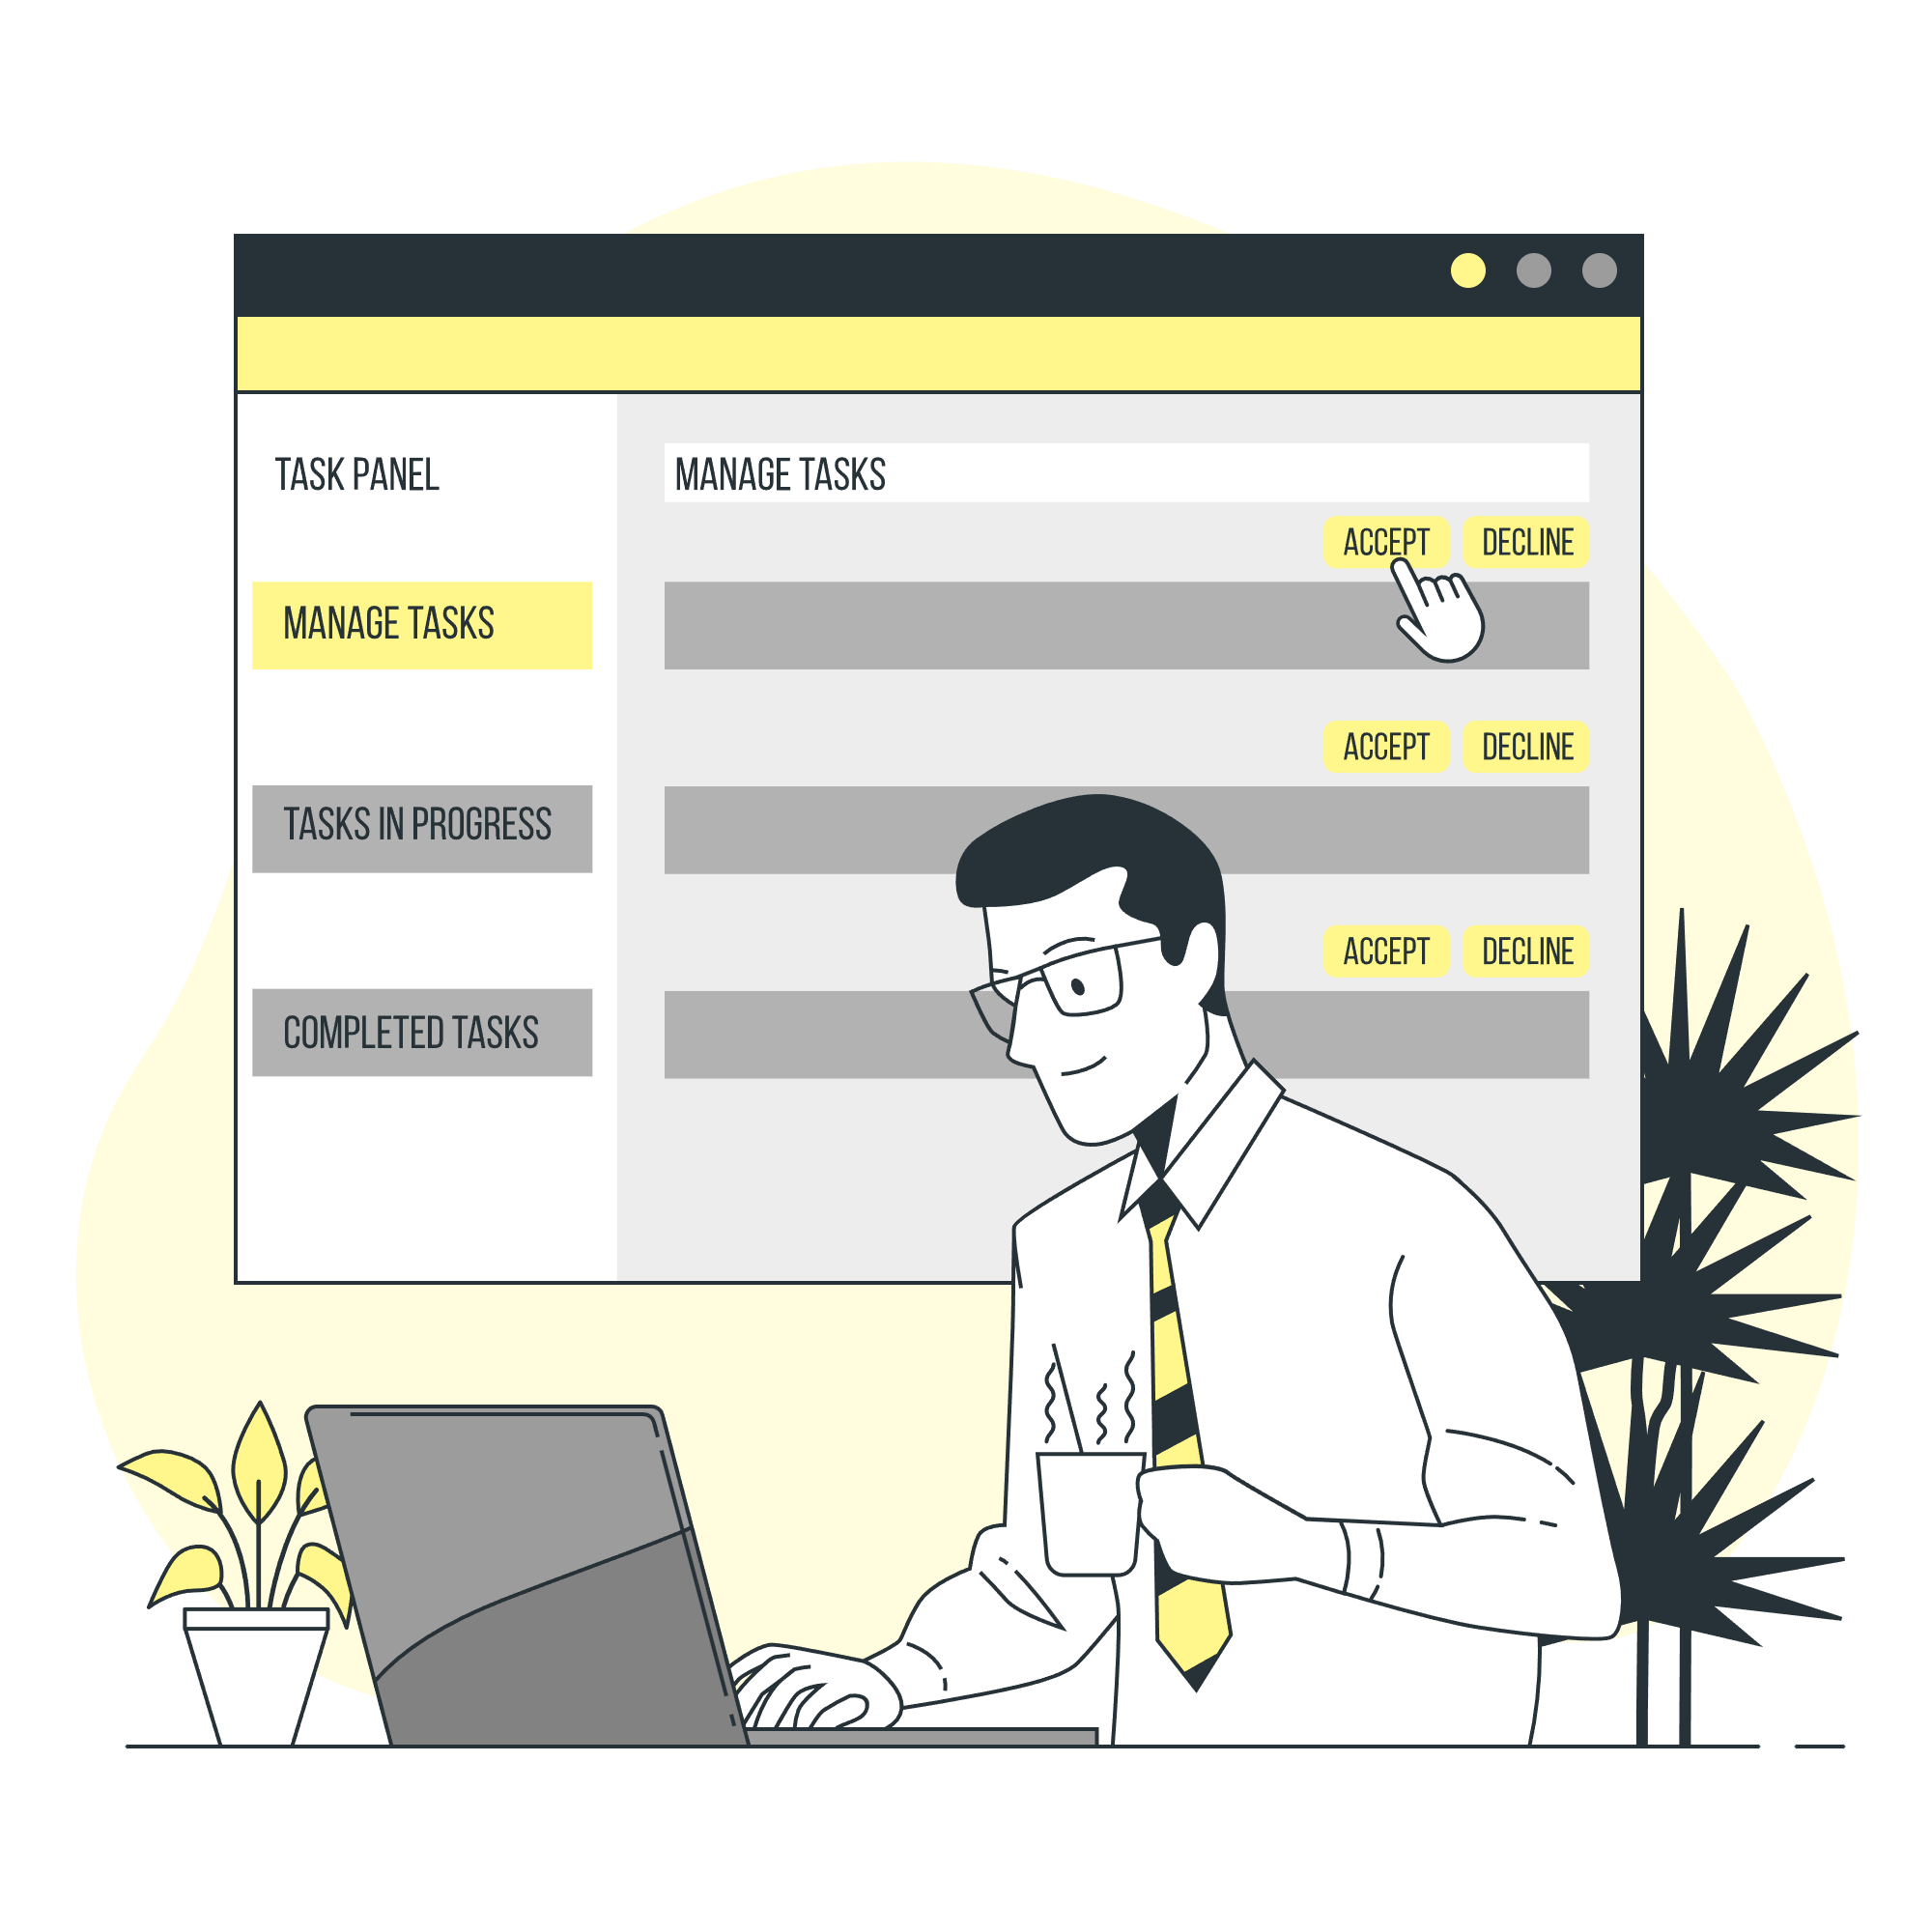 TASK PANEL
MANAGE TASKS
TASKS IN PROGRESS
COMPLETED TASKS
MANAGE TASKS
ACCEPT DECLINE
ACCEPT DECLINE
ACCEPT DECLINE